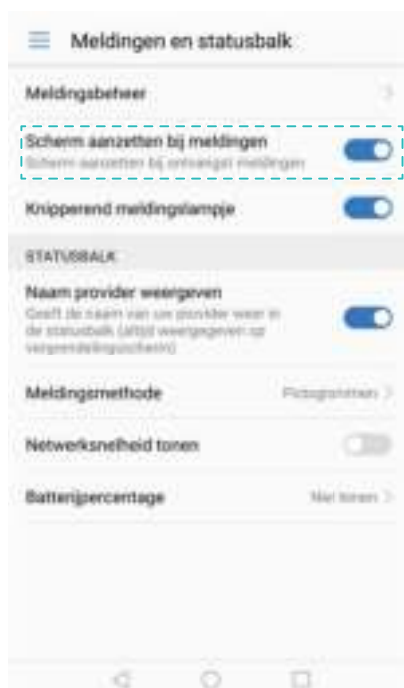 Meldingen en statusbalk
Meldingsbeheer
Scherm aanzetten bij meldingen
Scherm aanzetten bij ontvangst meldingen
Knipperend meldingslampje
STATUSBALK
Naam provider weergeven
Geeft de naam van uw provider weer in
de statusbalk (altijd weergegeven op
vergrendelingsscherm)
Meldingsmethode
Pictogrammen
Netwerksnelheid tonen
Batterijpercentage
Niet tonen